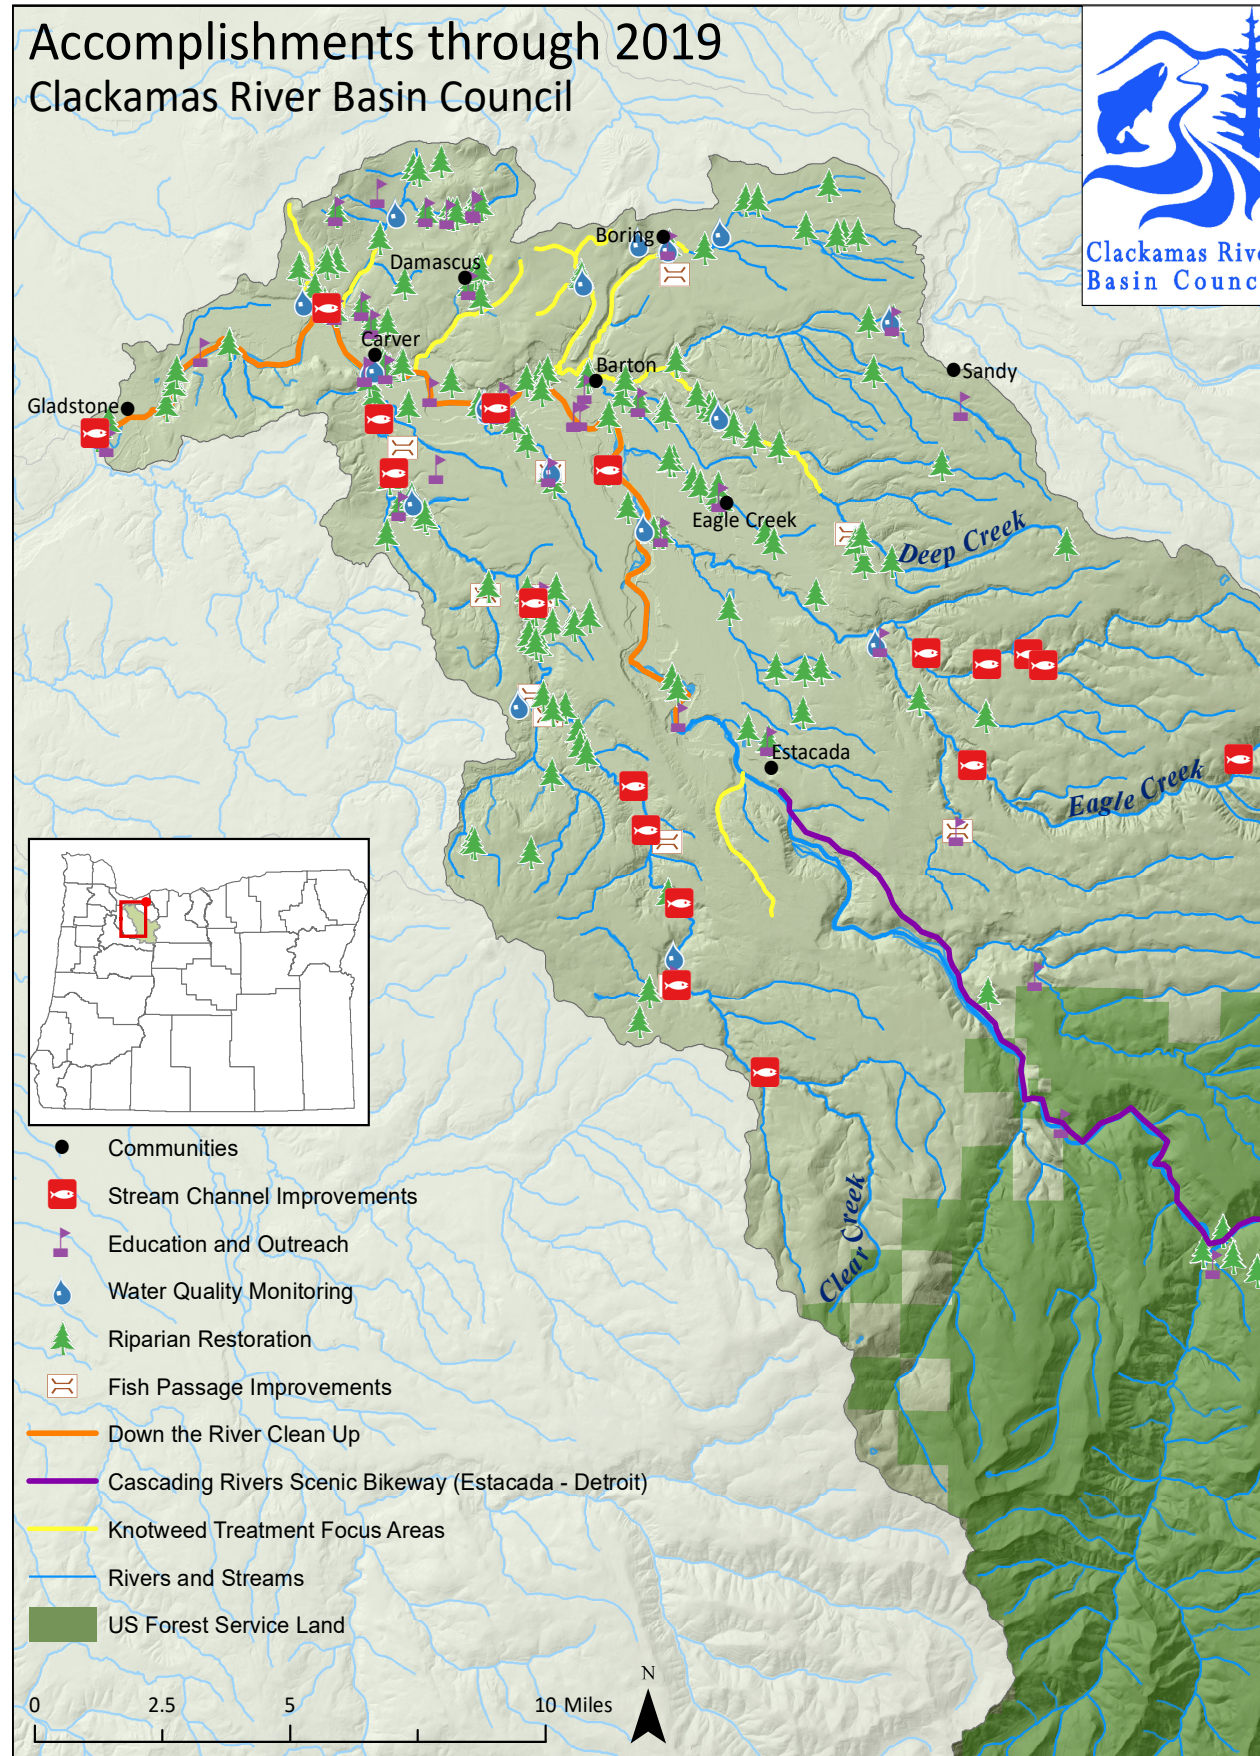 Accomplishments through 2019
Clackamas River Basin Council
Clackamas Rive
Basin Counc
Boring
Damascus
Carver
Barton
Sandy
Gladstone
Eagle Creek
Deep Creek
Estacada
Eagle Creek
Clear Creek
Communities
Stream Channel Improvements
Education and Outreach
Water Quality Monitoring
Riparian Restoration
Fish Passage Improvements
Down the River Clean Up
Cascading Rivers Scenic Bikeway (Estacada - Detroit)
Knotweed Treatment Focus Areas
Rivers and Streams
US Forest Service Land
N
0 2.5 5 10 Miles